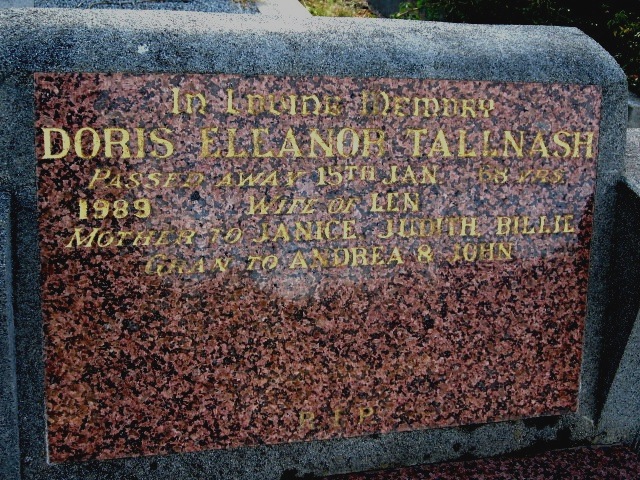 In Loving Memory
DORIS ELEANOR TALLNASH
PASSED AWAY 15TH JAN 68 YRS
1989 WIFE OF LEN
MOTHER TO JANICE JUDITH BILLIE
GRAN TO ANDREA & JOHN
R.I.P.